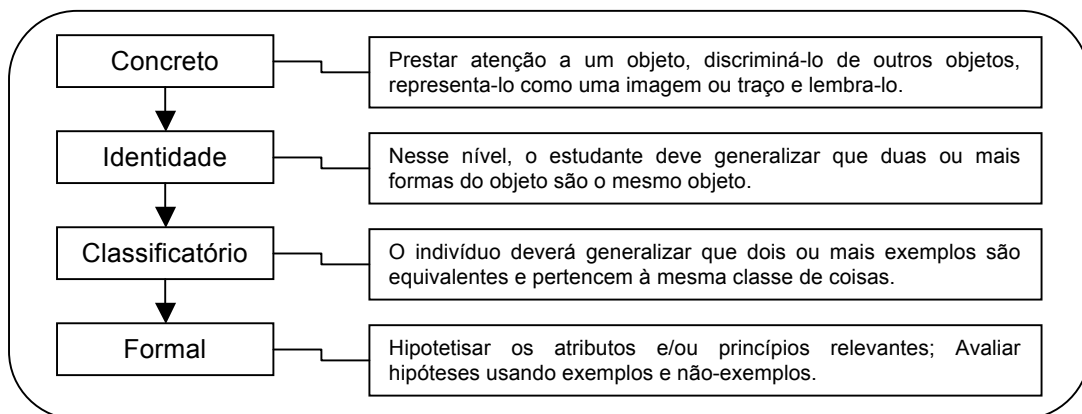 Concreto
Prestar atenção a um objeto, discriminá-lo de outros objetos,
representa-lo como uma imagem ou traço e lembra-lo.
Identidade
Nesse nível, o estudante deve generalizar que duas ou mais
formas do objeto são o mesmo objeto.
Classificatório
O indivíduo deverá generalizar que dois ou mais exemplos são
equivalentes e pertencem à mesma classe de coisas.
Formal
Hipotetisar os atributos e/ou princípios relevantes; Avaliar
hipóteses usando exemplos e não-exemplos.